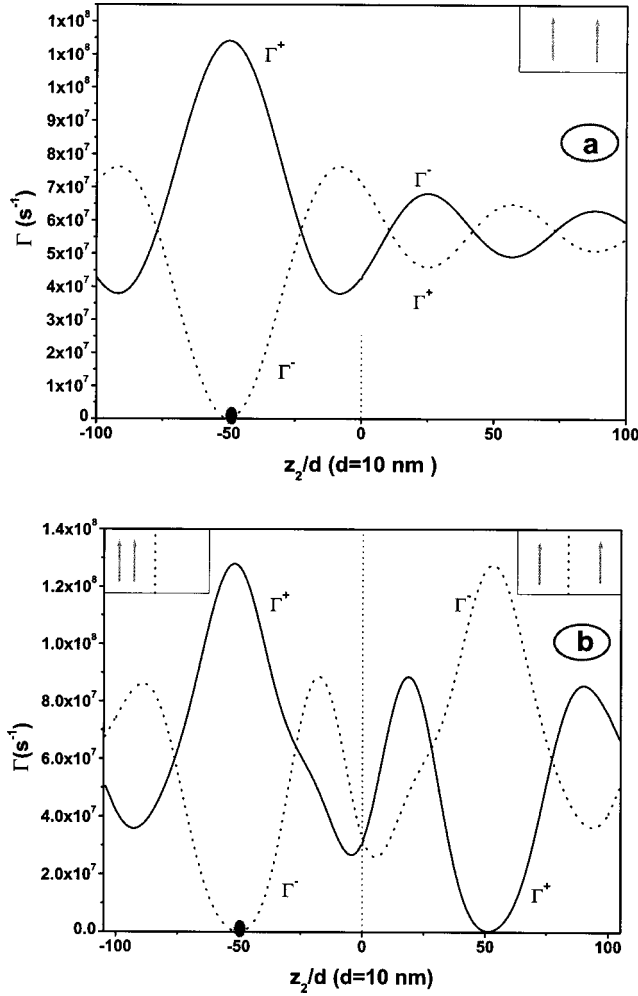 1x10⁸
Γ⁺
1x10⁸
1x10⁸
a
9x10⁷
8x10⁷
7x10⁷
Γ⁻
6x10⁷
5x10⁷
4x10⁷
Γ⁺
3x10⁷
2x10⁷
Γ⁻
1x10⁷
0
Γ (s⁻¹)
-100 -50 0 50 100
z₂/d (d=10 nm )
1.4x10⁸
Γ⁺
Γ⁻
1.2x10⁸
b
1.0x10⁸
8.0x10⁷
6.0x10⁷
4.0x10⁷
2.0x10⁷
Γ⁻
Γ⁺
0.0
Γ(s⁻¹)
-100 -50 0 50 100
z₂/d (d=10 nm)